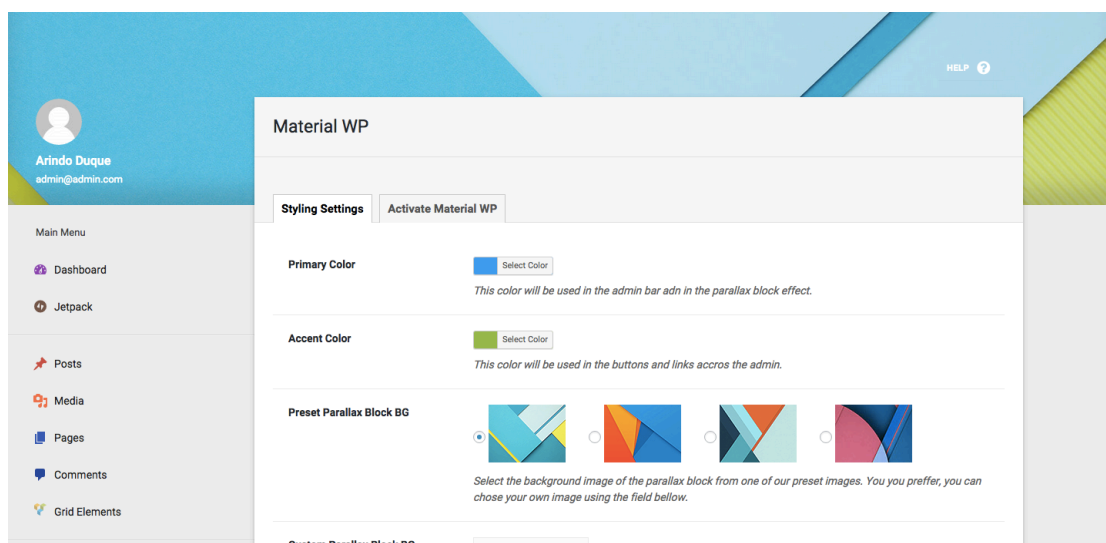 HELP ?
Arindo Duque
admin@admin.com
Main Menu
Dashboard
Jetpack
Posts
Media
Pages
Comments
Grid Elements
Material WP
Styling Settings
Activate Material WP
Primary Color
Select Color
This color will be used in the admin bar adn in the parallax block effect.
Accent Color
Select Color
This color will be used in the buttons and links accros the admin.
Preset Parallax Block BG
Select the background image of the parallax block from one of our preset images. You you preffer, you can
chose your own image using the field bellow.
Custom Parallax Block BG